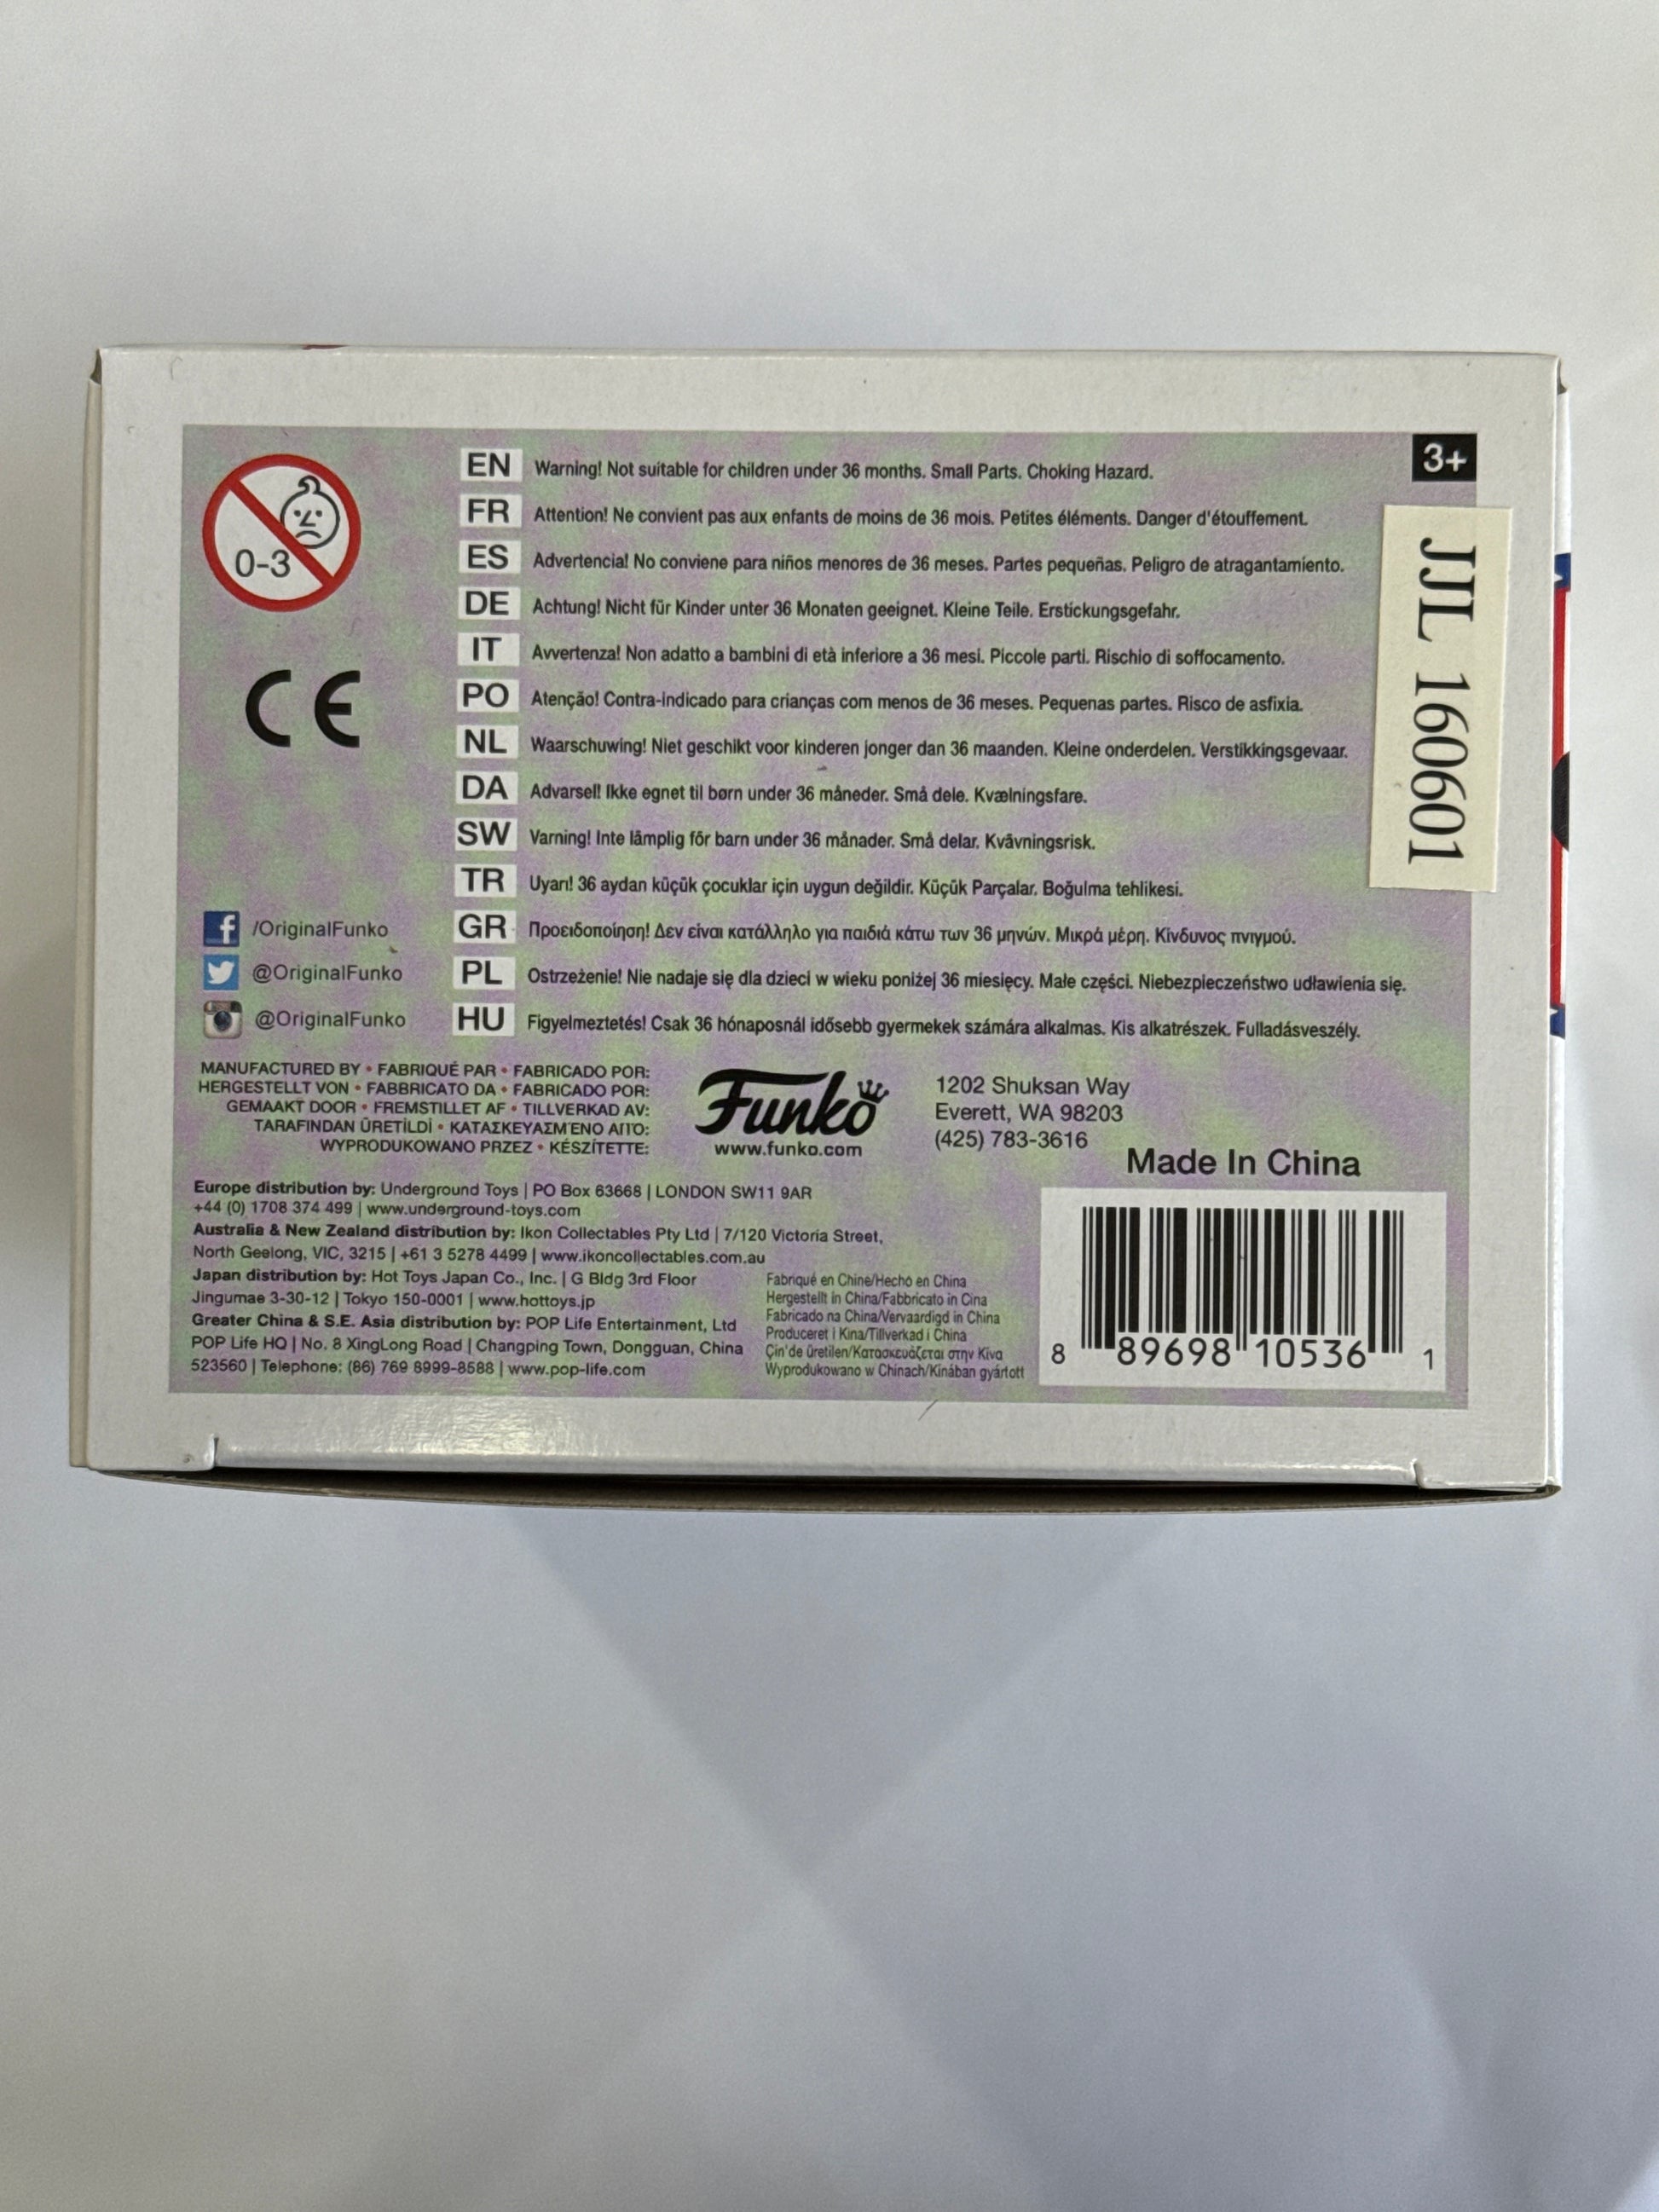 0-3
EN Warning! Not suitable for children under 36 months. Small Parts. Choking Hazard.
FR Attention! Ne convient pas aux enfants de moins de 36 mois. Petites éléments. Danger d'étouffement.
ES Advertencia! No conviene para niños menores de 36 meses. Partes pequeñas. Peligro de atragantamiento.
DE Achtung! Nicht für Kinder unter 36 Monaten geeignet. Kleine Teile. Erstickungsgefahr.
IT Avvertenza! Non adatto a bambini di età inferiore a 36 mesi. Piccole parti. Rischio di soffocamento.
PO Atenção! Contra-indicado para crianças com menos de 36 meses. Pequenas partes. Risco de asfixia.
NL Waarschuwing! Niet geschikt voor kinderen jonger dan 36 maanden. Kleine onderdelen. Verstikkingsgevaar.
DA Advarsel! Ikke egnet til børn under 36 måneder. Små dele. Kvælningsfare.
SW Varning! Inte lämplig för barn under 36 månader. Små delar. Kvävningsrisk.
TR Uyarı! 36 aydan küçük çocuklar için uygun değildir. Küçük Parçalar. Boğulma tehlikesi.
GR Προειδοποίηση! Δεν είναι κατάλληλο για παιδιά κάτω των 36 μηνών. Μικρά μέρη. Κίνδυνος πνιγμού.
PL Ostrzeżenie! Nie nadaje się dla dzieci w wieku poniżej 36 miesięcy. Małe części. Niebezpieczeństwo udławienia się.
HU Figyelmeztetés! Csak 36 hónaposnál idősebb gyermekek számára alkalmas. Kis alkatrészek. Fulladásveszély.
3+
JJL 160601
CE
/OriginalFunko
@OriginalFunko
@OriginalFunko
MANUFACTURED BY • FABRIQUÉ PAR • FABRICADO POR:
HERGESTELLT VON • FABBRICATO DA • FABRICADO POR:
GEMAAKT DOOR • FREMSTILLET AF • TILLVERKAD AV:
TARAFINDAN ÜRETİLDİ • ΚΑΤΑΣΚΕΥΑΣΜΈΝΟ ΑΠΌ:
WYPRODUKOWANO PRZEZ • KÉSZÍTETTE:
Funko
www.funko.com
1202 Shuksan Way
Everett, WA 98203
(425) 783-3616
Made In China
Europe distribution by: Underground Toys | PO Box 63668 | LONDON SW11 9AR
+44 (0) 1708 374 499 | www.underground-toys.com
Australia & New Zealand distribution by: Ikon Collectables Pty Ltd | 7/120 Victoria Street,
North Geelong, VIC, 3215 | +61 3 5278 4499 | www.ikoncollectables.com.au
Japan distribution by: Hot Toys Japan Co., Inc. | G Bldg 3rd Floor
Jingumae 3-30-12 | Tokyo 150-0001 | www.hottoys.jp
Greater China & S.E. Asia distribution by: POP Life Entertainment, Ltd
POP Life HQ | No. 8 XingLong Road | Changping Town, Dongguan, China
523560 | Telephone: (86) 769 8999-8588 | www.pop-life.com
Fabriqué en Chine/Hecho en China
Hergestellt in China/Fabbricato in Cina
Fabricado na China/Vervaardigd in China
Produceret i Kina/Tillverkad i China
Çin'de üretilen/Κατασκευάζεται στην Κίνα
Wyprodukowano w Chinach/Kínában gyártott
8 89698 10536 1